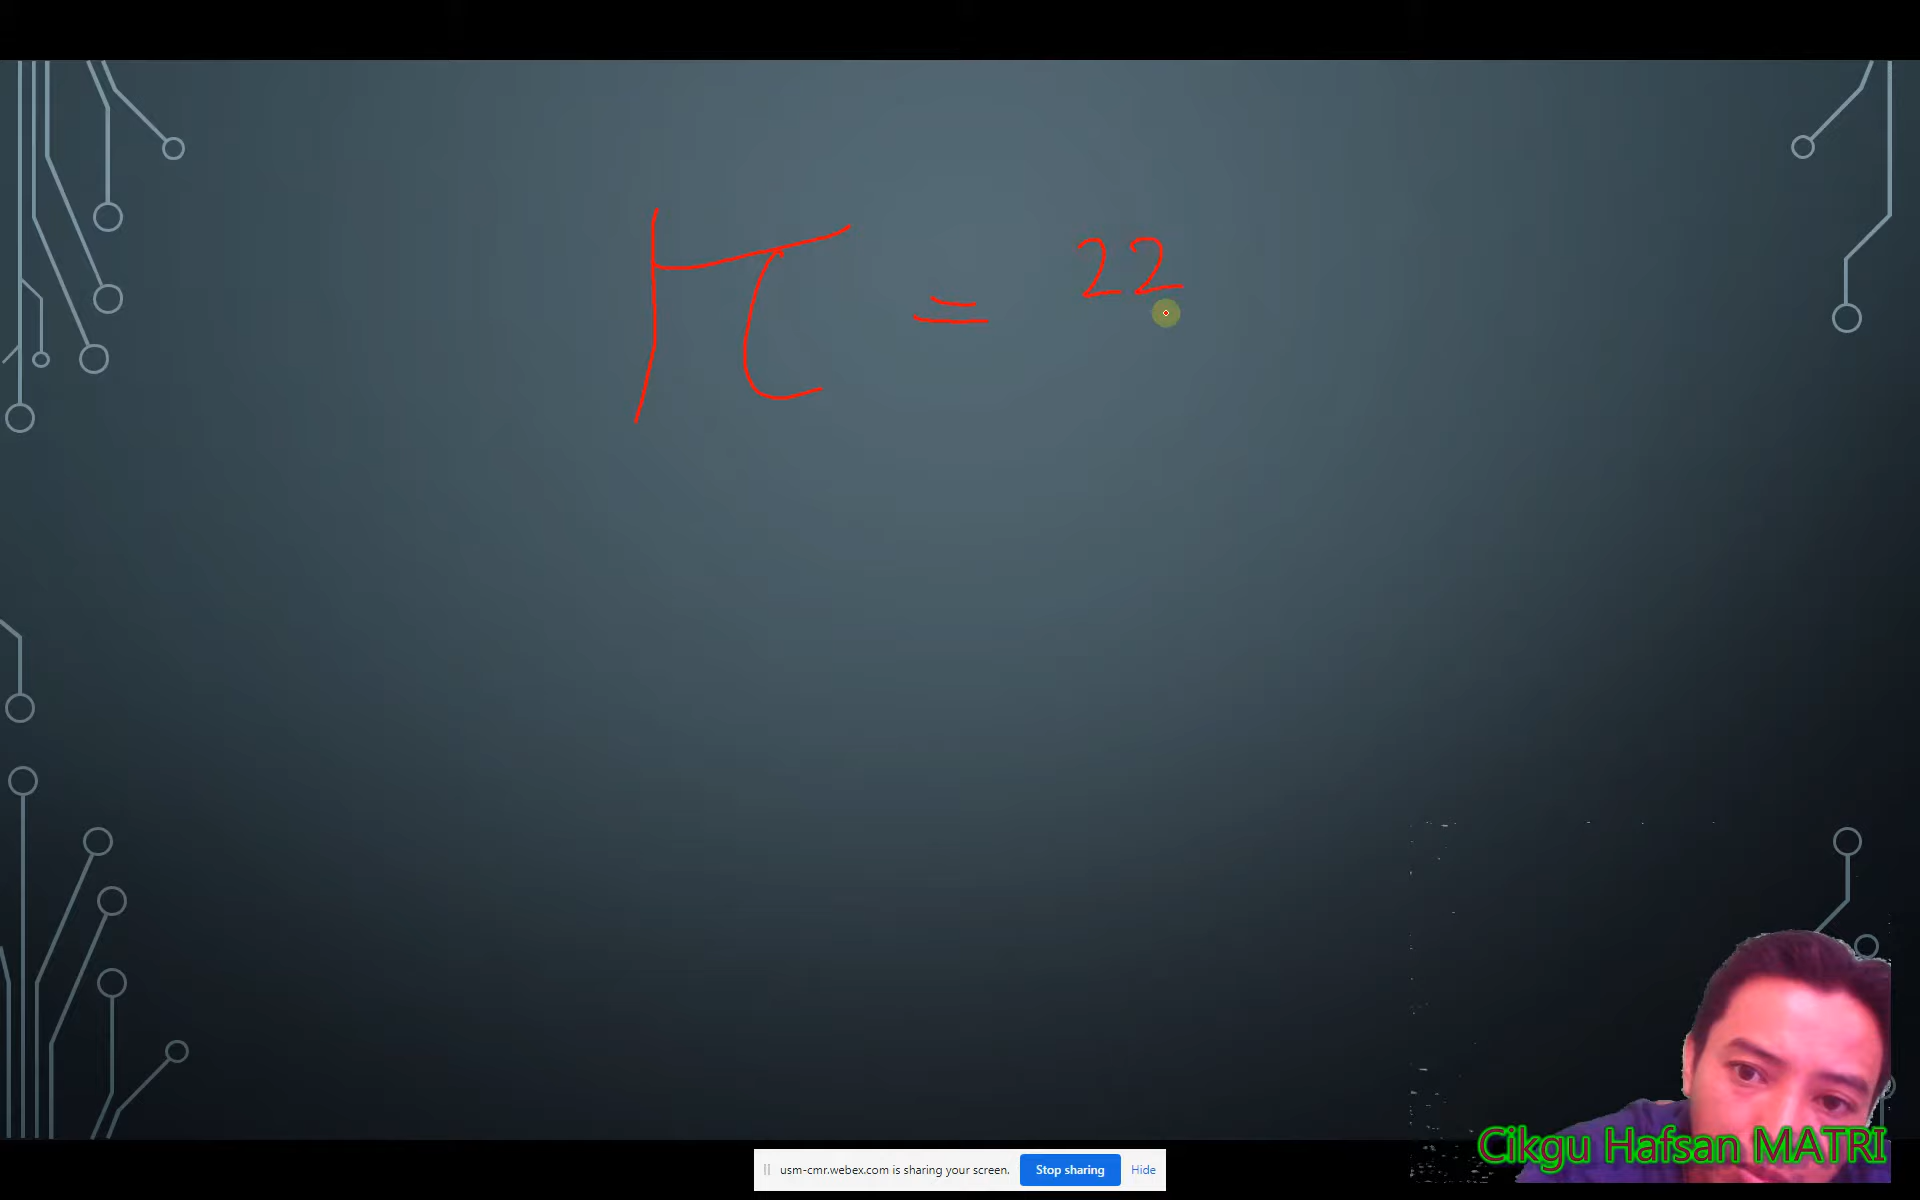 π = 22
Cikgu Hafsan MATRI
usm-cmr.webex.com is sharing your screen. Stop sharing Hide